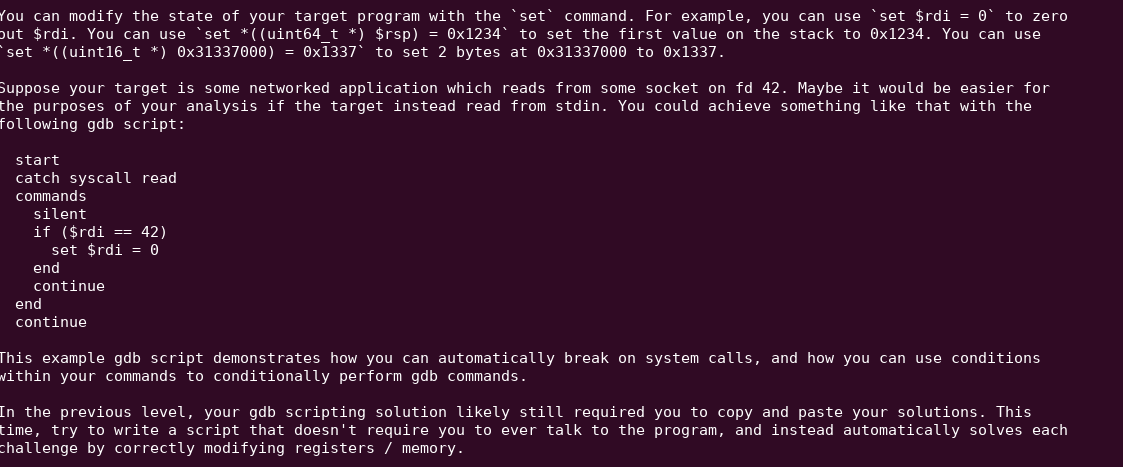 You can modify the state of your target program with the `set` command. For example, you can use `set $rdi = 0` to zero
out $rdi. You can use `set *((uint64_t *) $rsp) = 0x1234` to set the first value on the stack to 0x1234. You can use
`set *((uint16_t *) 0x31337000) = 0x1337` to set 2 bytes at 0x31337000 to 0x1337.
Suppose your target is some networked application which reads from some socket on fd 42. Maybe it would be easier for
the purposes of your analysis if the target instead read from stdin. You could achieve something like that with the
following gdb script:
start
catch syscall read
commands
silent
if ($rdi == 42)
set $rdi = 0
end
continue
end
continue
This example gdb script demonstrates how you can automatically break on system calls, and how you can use conditions
within your commands to conditionally perform gdb commands.
In the previous level, your gdb scripting solution likely still required you to copy and paste your solutions. This
time, try to write a script that doesn't require you to ever talk to the program, and instead automatically solves each
challenge by correctly modifying registers / memory.